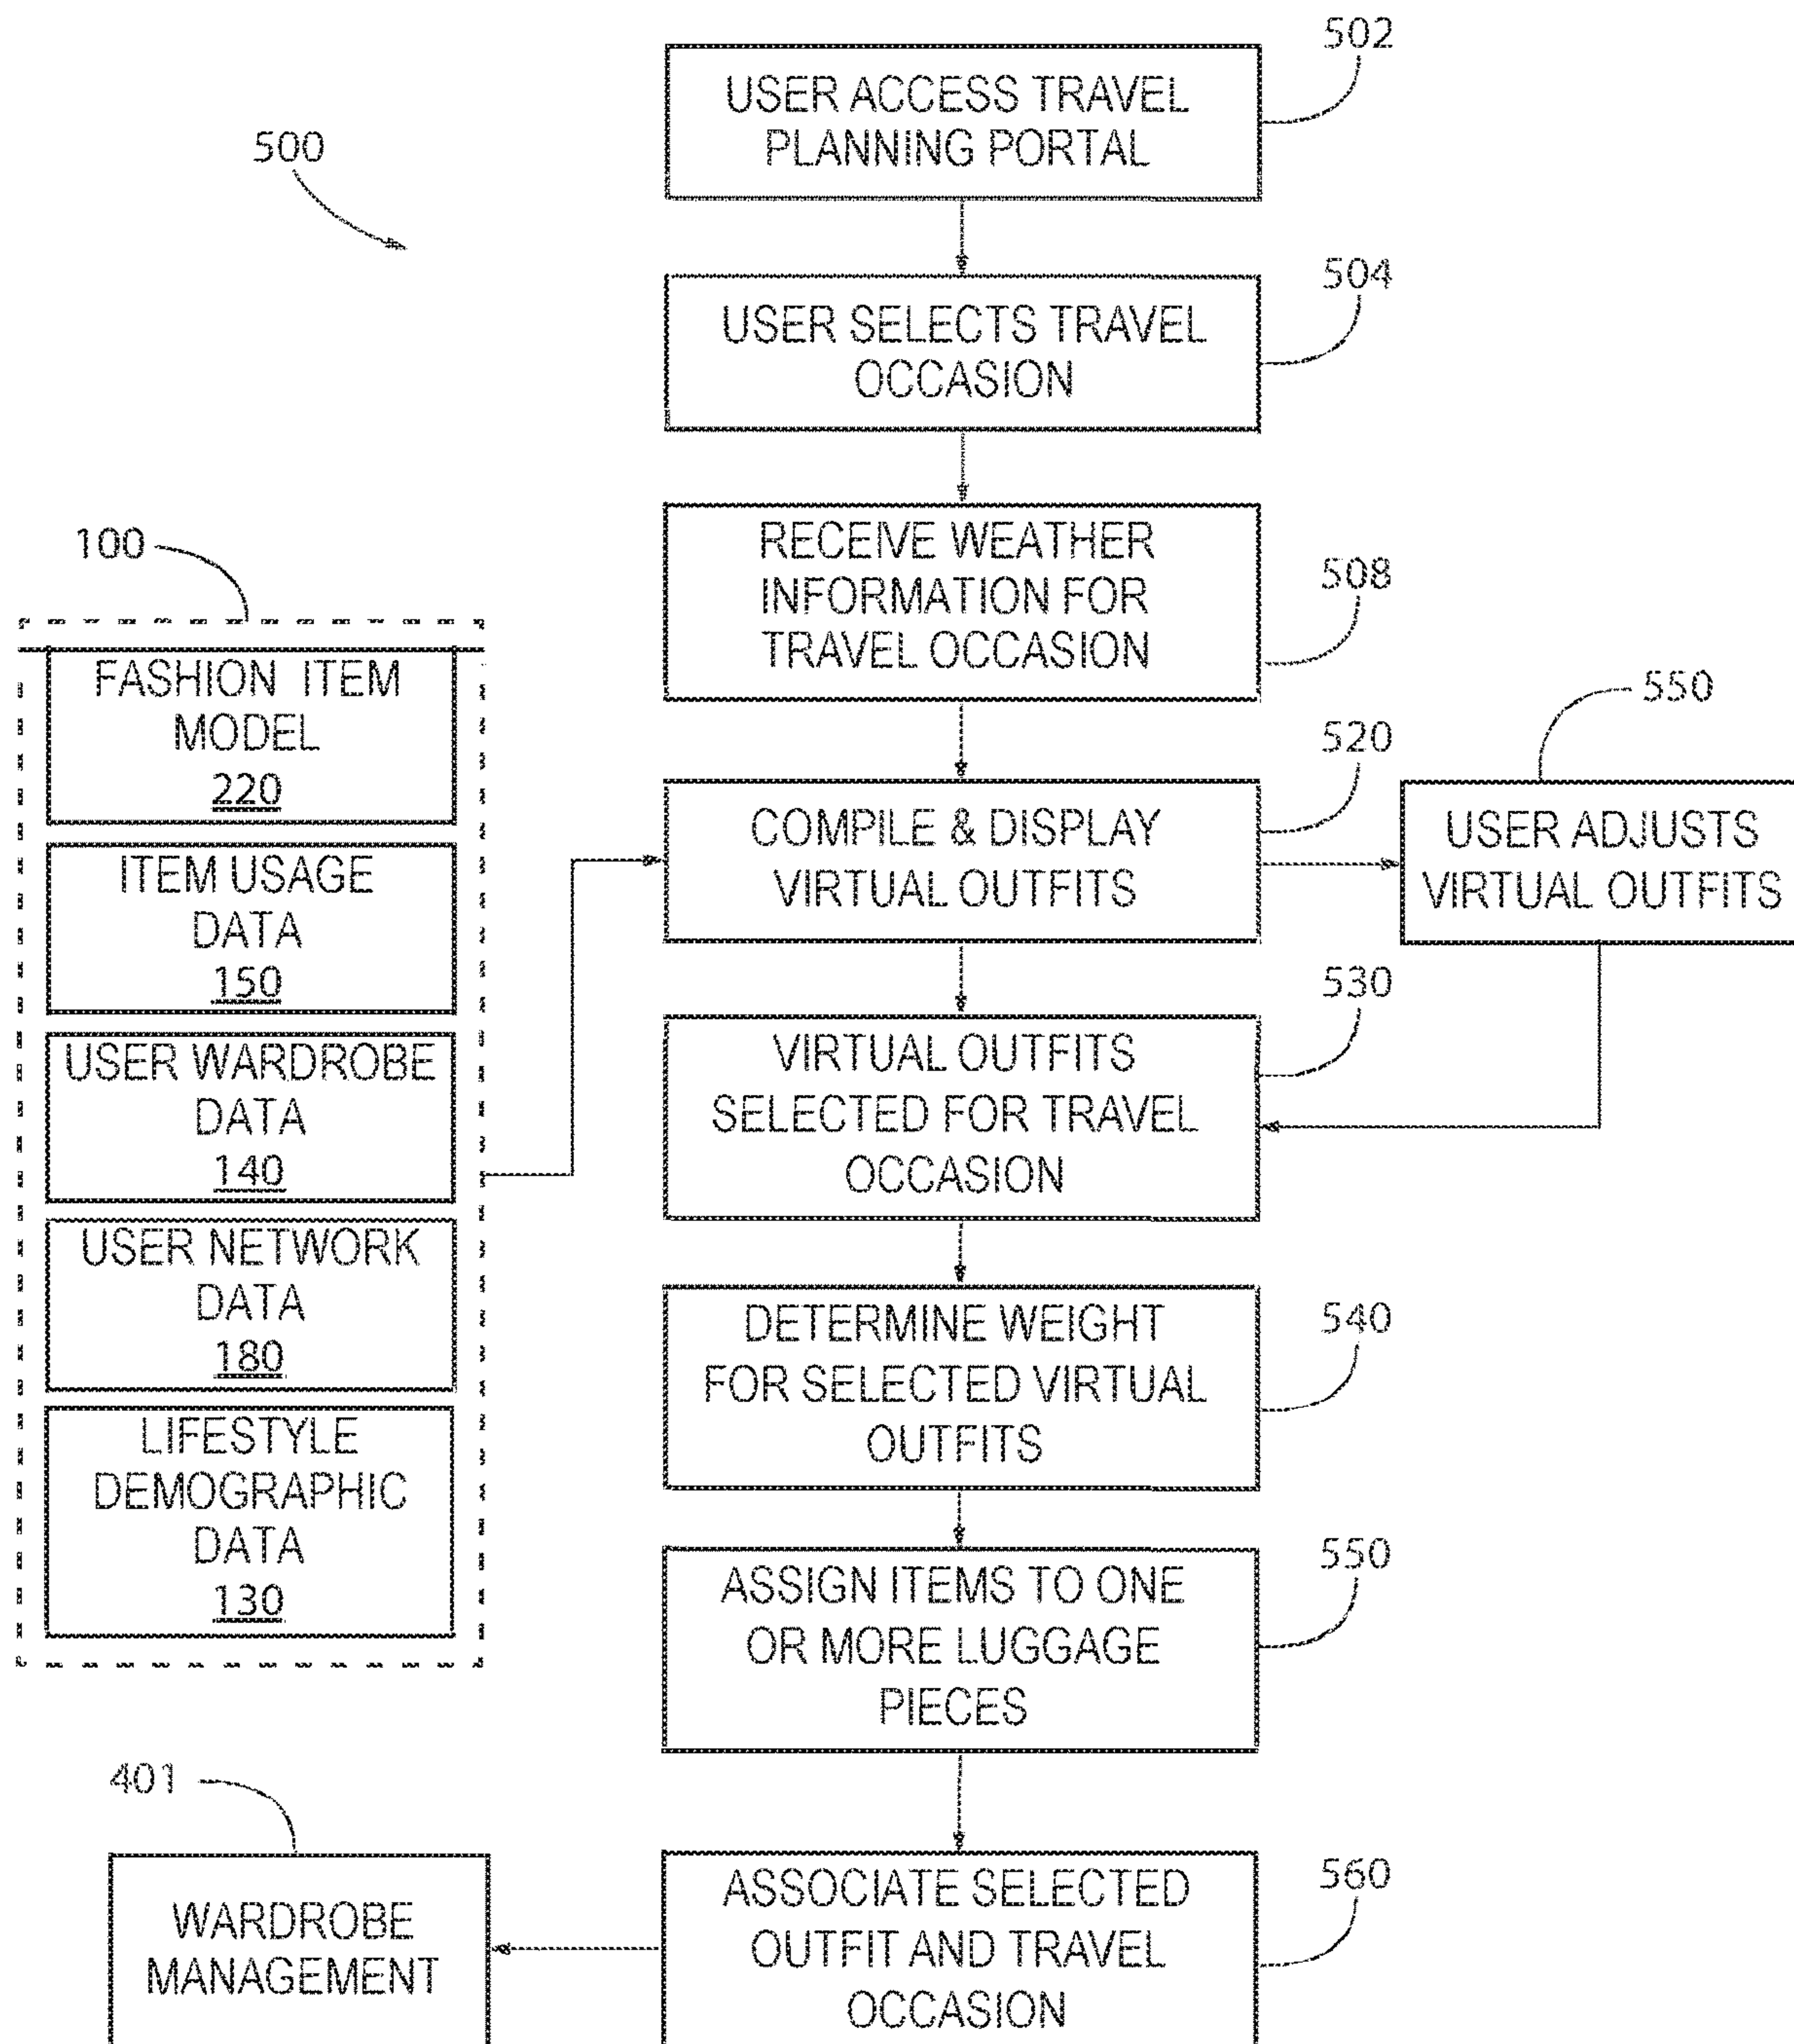 502
USER ACCESS TRAVEL
PLANNING PORTAL
500
504
USER SELECTS TRAVEL
OCCASION
RECEIVE WEATHER
INFORMATION FOR
TRAVEL OCCASION
508
100
FASHION ITEM
MODEL
220
ITEM USAGE
DATA
150
USER WARDROBE
DATA
140
USER NETWORK
DATA
180
LIFESTYLE
DEMOGRAPHIC
DATA
130
520
COMPILE & DISPLAY
VIRTUAL OUTFITS
550
USER ADJUSTS
VIRTUAL OUTFITS
530
VIRTUAL OUTFITS
SELECTED FOR TRAVEL
OCCASION
540
DETERMINE WEIGHT
FOR SELECTED VIRTUAL
OUTFITS
550
ASSIGN ITEMS TO ONE
OR MORE LUGGAGE
PIECES
401
WARDROBE
MANAGEMENT
560
ASSOCIATE SELECTED
OUTFIT AND TRAVEL
OCCASION